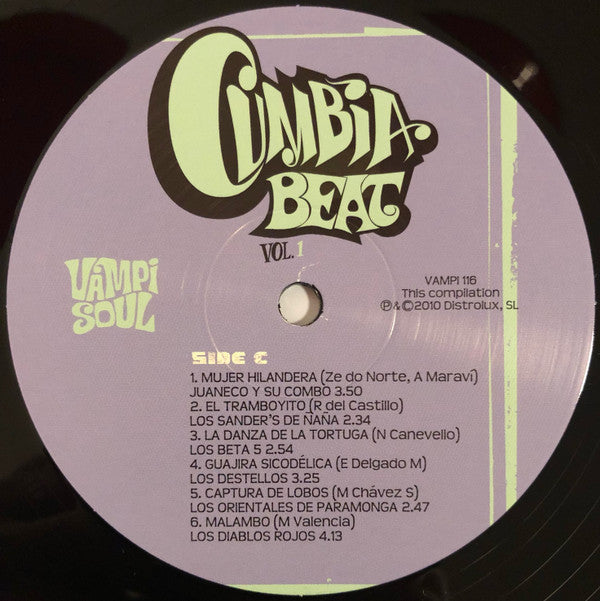 CUMBIA
BEAT
VOL. 1
VAMPI
SOUL
VAMPI 116
This compilation
℗&©2010 Distrolux, SL
SIDE C
1. MUJER HILANDERA (Ze do Norte, A Maraví)
JUANECO Y SU COMBO 3.50
2. EL TRAMBOYITO (R del Castillo)
LOS SANDER'S DE ÑAÑA 2.34
3. LA DANZA DE LA TORTUGA (N Canevello)
LOS BETA 5 2.54
4. GUAJIRA SICODÉLICA (E Delgado M)
LOS DESTELLOS 3.25
5. CAPTURA DE LOBOS (M Chávez S)
LOS ORIENTALES DE PARAMONGA 2.47
6. MALAMBO (M Valencia)
LOS DIABLOS ROJOS 4.13